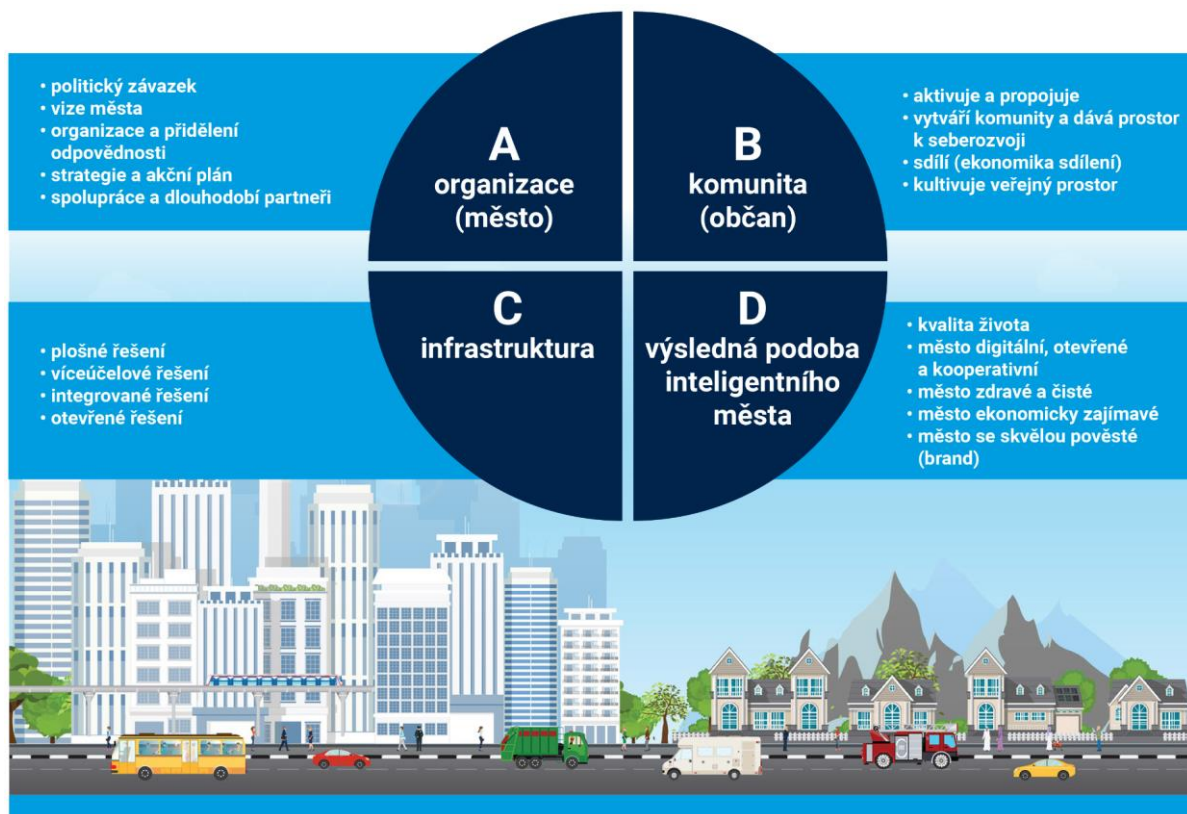 • politický závazek
• vize města
• organizace a přidělení
odpovědnosti
• strategie a akční plán
• spolupráce a dlouhodobí partneři
A
organizace
(město)
B
komunita
(občan)
• aktivuje a propojuje
• vytváří komunity a dává prostor
k seberozvoji
• sdílí (ekonomika sdílení)
• kultivuje veřejný prostor
• plošné řešení
• víceúčelové řešení
• integrované řešení
• otevřené řešení
C
infrastruktura
D
výsledná podoba
inteligentního
města
• kvalita života
• město digitální, otevřené
a kooperativní
• město zdravé a čisté
• město ekonomicky zajímavé
• město se skvělou pověsté
(brand)